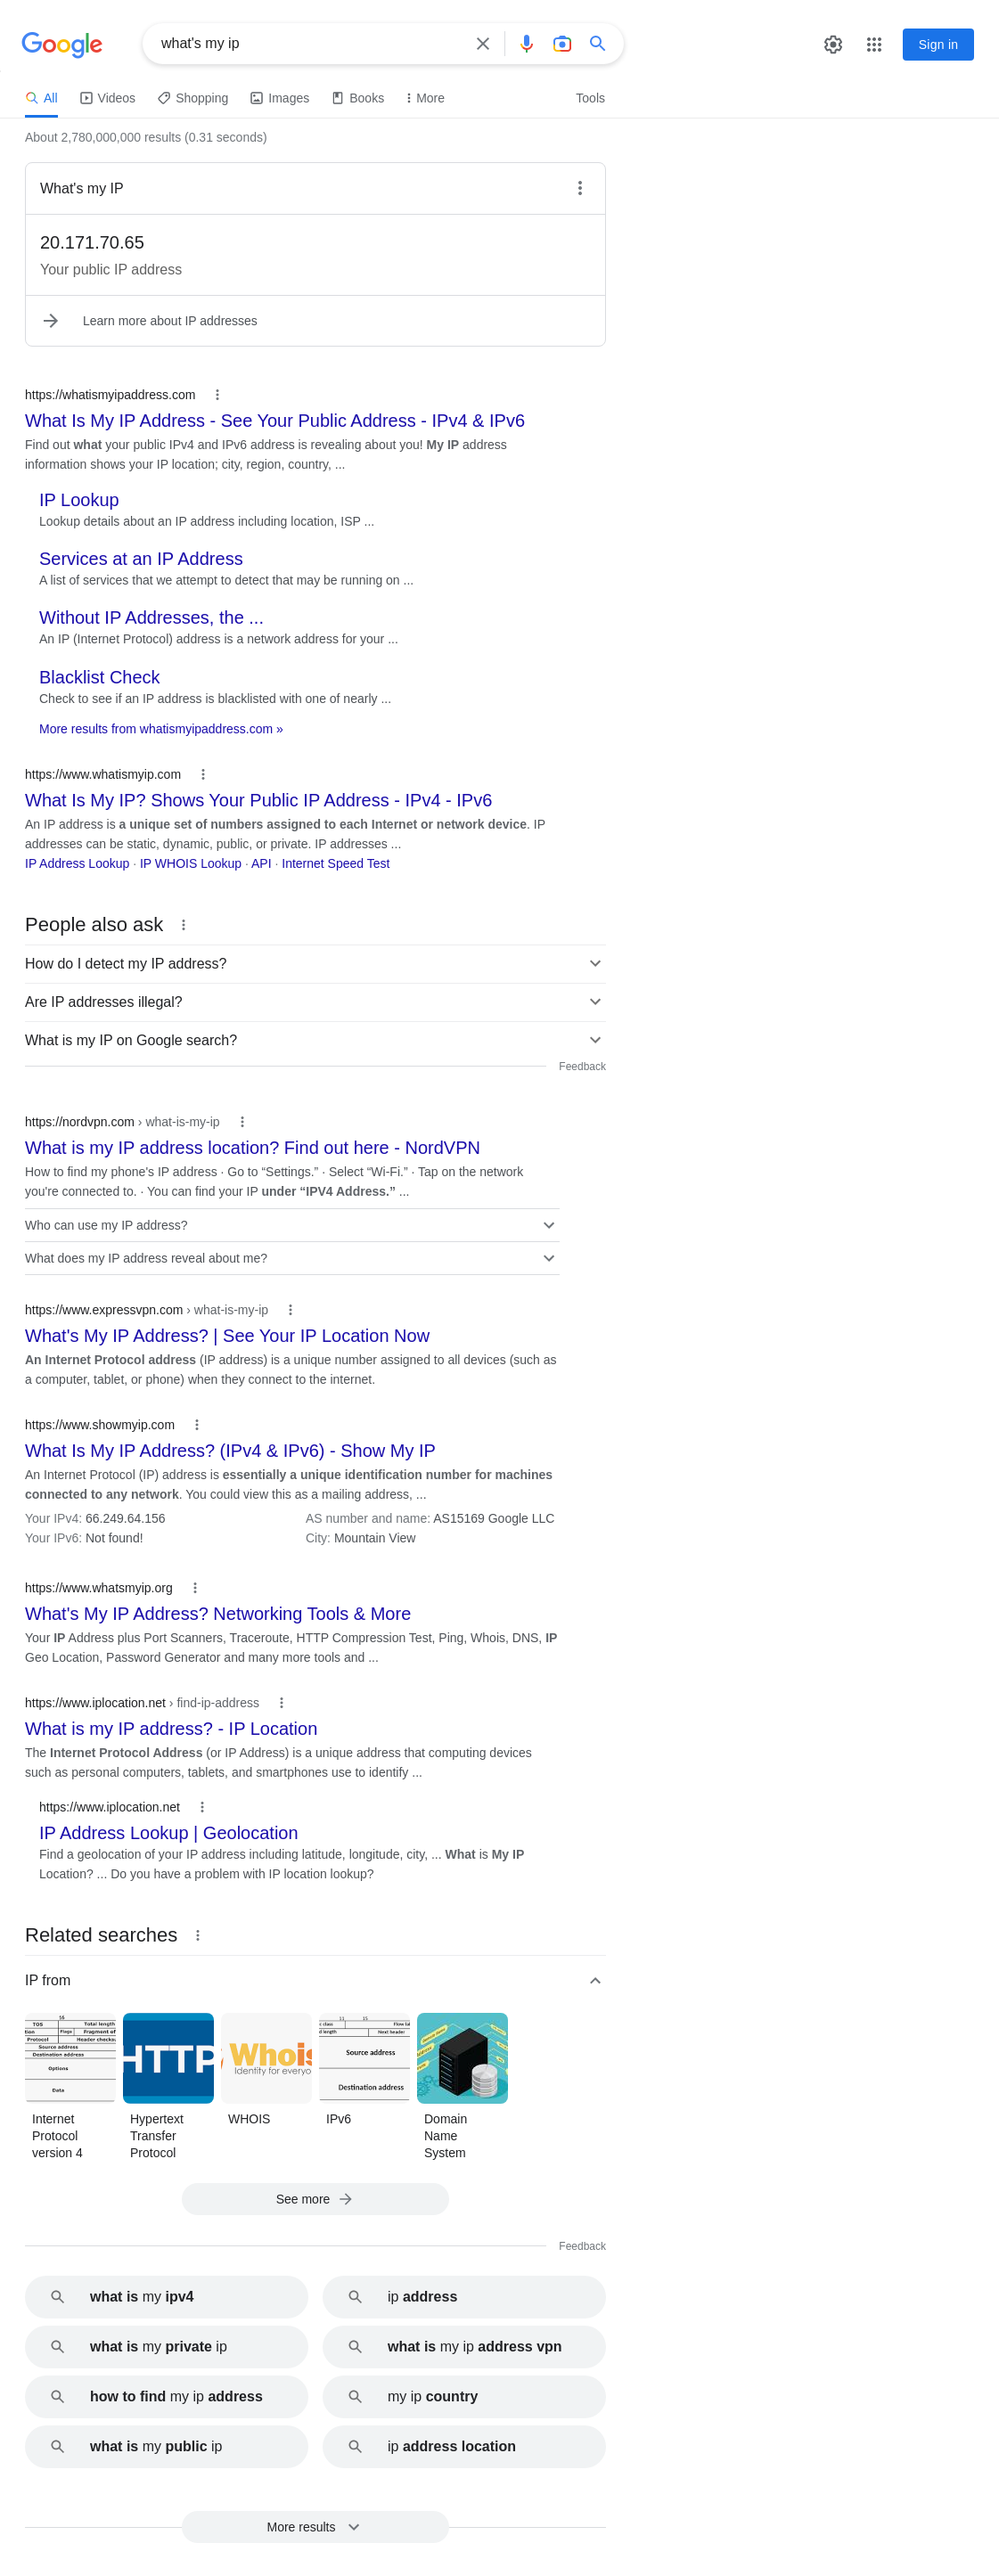 Google
what's my ip
Sign in
All
Videos
Shopping
Images
Books
More
Tools
About 2,780,000,000 results (0.31 seconds)
What's my IP
20.171.70.65
Your public IP address
Learn more about IP addresses
https://whatismyipaddress.com
What Is My IP Address - See Your Public Address - IPv4 & IPv6
Find out what your public IPv4 and IPv6 address is revealing about you! My IP address
information shows your IP location; city, region, country, ...
IP Lookup
Lookup details about an IP address including location, ISP ...
Services at an IP Address
A list of services that we attempt to detect that may be running on ...
Without IP Addresses, the ...
An IP (Internet Protocol) address is a network address for your ...
Blacklist Check
Check to see if an IP address is blacklisted with one of nearly ...
More results from whatismyipaddress.com »
https://www.whatismyip.com
What Is My IP? Shows Your Public IP Address - IPv4 - IPv6
An IP address is a unique set of numbers assigned to each Internet or network device. IP
addresses can be static, dynamic, public, or private. IP addresses ...
IP Address Lookup · IP WHOIS Lookup · API · Internet Speed Test
People also ask
How do I detect my IP address?
Are IP addresses illegal?
What is my IP on Google search?
Feedback
https://nordvpn.com › what-is-my-ip
What is my IP address location? Find out here - NordVPN
How to find my phone's IP address · Go to “Settings.” · Select “Wi-Fi.” · Tap on the network
you're connected to. · You can find your IP under “IPV4 Address.” ...
Who can use my IP address?
What does my IP address reveal about me?
https://www.expressvpn.com › what-is-my-ip
What's My IP Address? | See Your IP Location Now
An Internet Protocol address (IP address) is a unique number assigned to all devices (such as
a computer, tablet, or phone) when they connect to the internet.
https://www.showmyip.com
What Is My IP Address? (IPv4 & IPv6) - Show My IP
An Internet Protocol (IP) address is essentially a unique identification number for machines
connected to any network. You could view this as a mailing address, ...
Your IPv4: 66.249.64.156
AS number and name: AS15169 Google LLC
Your IPv6: Not found!
City: Mountain View
https://www.whatsmyip.org
What's My IP Address? Networking Tools & More
Your IP Address plus Port Scanners, Traceroute, HTTP Compression Test, Ping, Whois, DNS, IP
Geo Location, Password Generator and many more tools and ...
https://www.iplocation.net › find-ip-address
What is my IP address? - IP Location
The Internet Protocol Address (or IP Address) is a unique address that computing devices
such as personal computers, tablets, and smartphones use to identify ...
https://www.iplocation.net
IP Address Lookup | Geolocation
Find a geolocation of your IP address including latitude, longitude, city, ... What is My IP
Location? ... Do you have a problem with IP location lookup?
Related searches
IP from
16
TOS
Total length
Flags
Fragment of
Protocol
Header checksu
Source address
Destination address
Options
Data
HTTP
Whois
Identity for everyo
11
15
class
Flow la
d length
Next header
Source address
Destination address
Internet
Protocol
version 4
Hypertext
Transfer
Protocol
WHOIS
IPv6
Domain
Name
System
See more
Feedback
what is my ipv4
ip address
what is my private ip
what is my ip address vpn
how to find my ip address
my ip country
what is my public ip
ip address location
More results